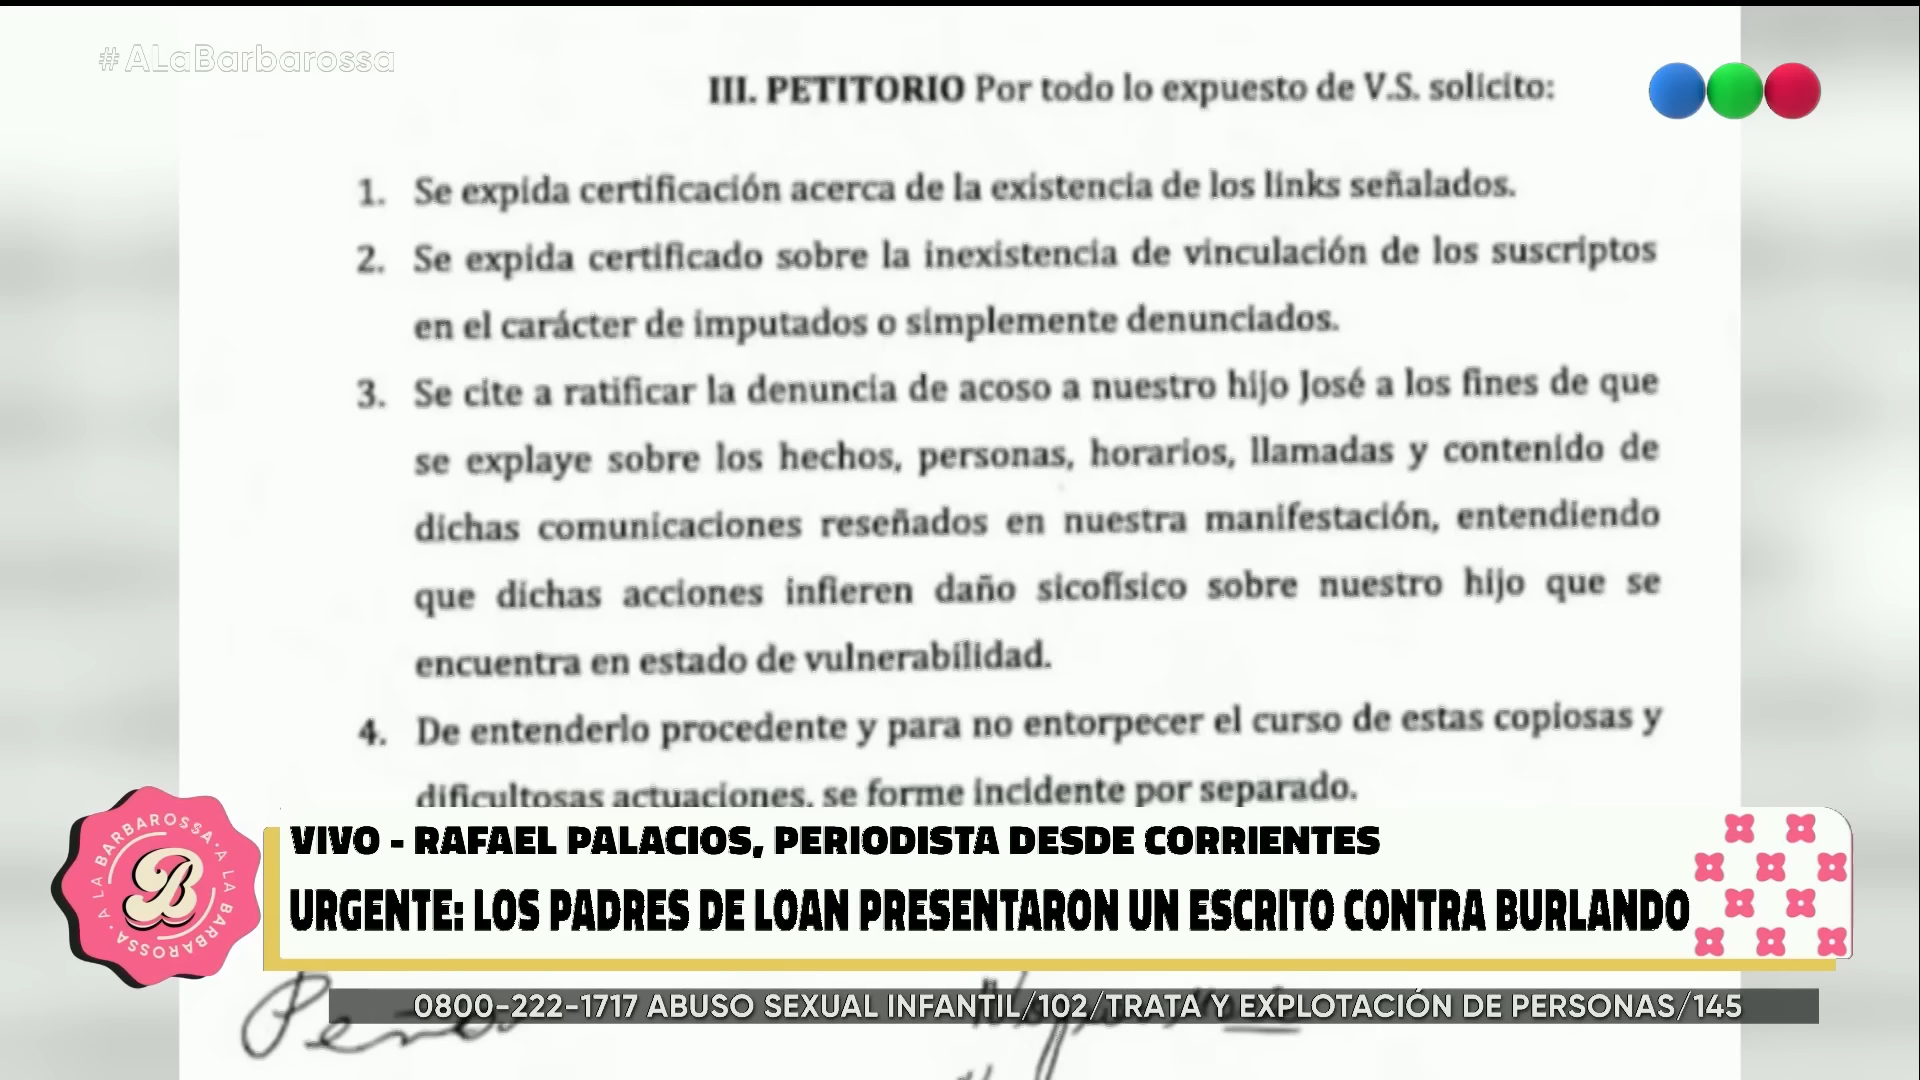 #ALaBarbarossa
III. PETITORIO Por todo lo expuesto de V.S. solicito:
1. Se expida certificación acerca de la existencia de los links señalados.
2. Se expida certificado sobre la inexistencia de vinculación de los suscriptos
en el carácter de imputados o simplemente denunciados.
3. Se cite a ratificar la denuncia de acoso a nuestro hijo José a los fines de que
se explaye sobre los hechos, personas, horarios, llamadas y contenido de
dichas comunicaciones reseñados en nuestra manifestación, entendiendo
que dichas acciones infieren daño sicofísico sobre nuestro hijo que se
encuentra en estado de vulnerabilidad.
4. De entenderlo procedente y para no entorpecer el curso de estas copiosas y
dificultosas actuaciones, se forme incidente por separado.
A LA BARBAROSSA · A LA BARBAROSSA ·
B
VIVO - RAFAEL PALACIOS, PERIODISTA DESDE CORRIENTES
URGENTE: LOS PADRES DE LOAN PRESENTARON UN ESCRITO CONTRA BURLANDO
0800-222-1717 ABUSO SEXUAL INFANTIL/102/TRATA Y EXPLOTACIÓN DE PERSONAS/145